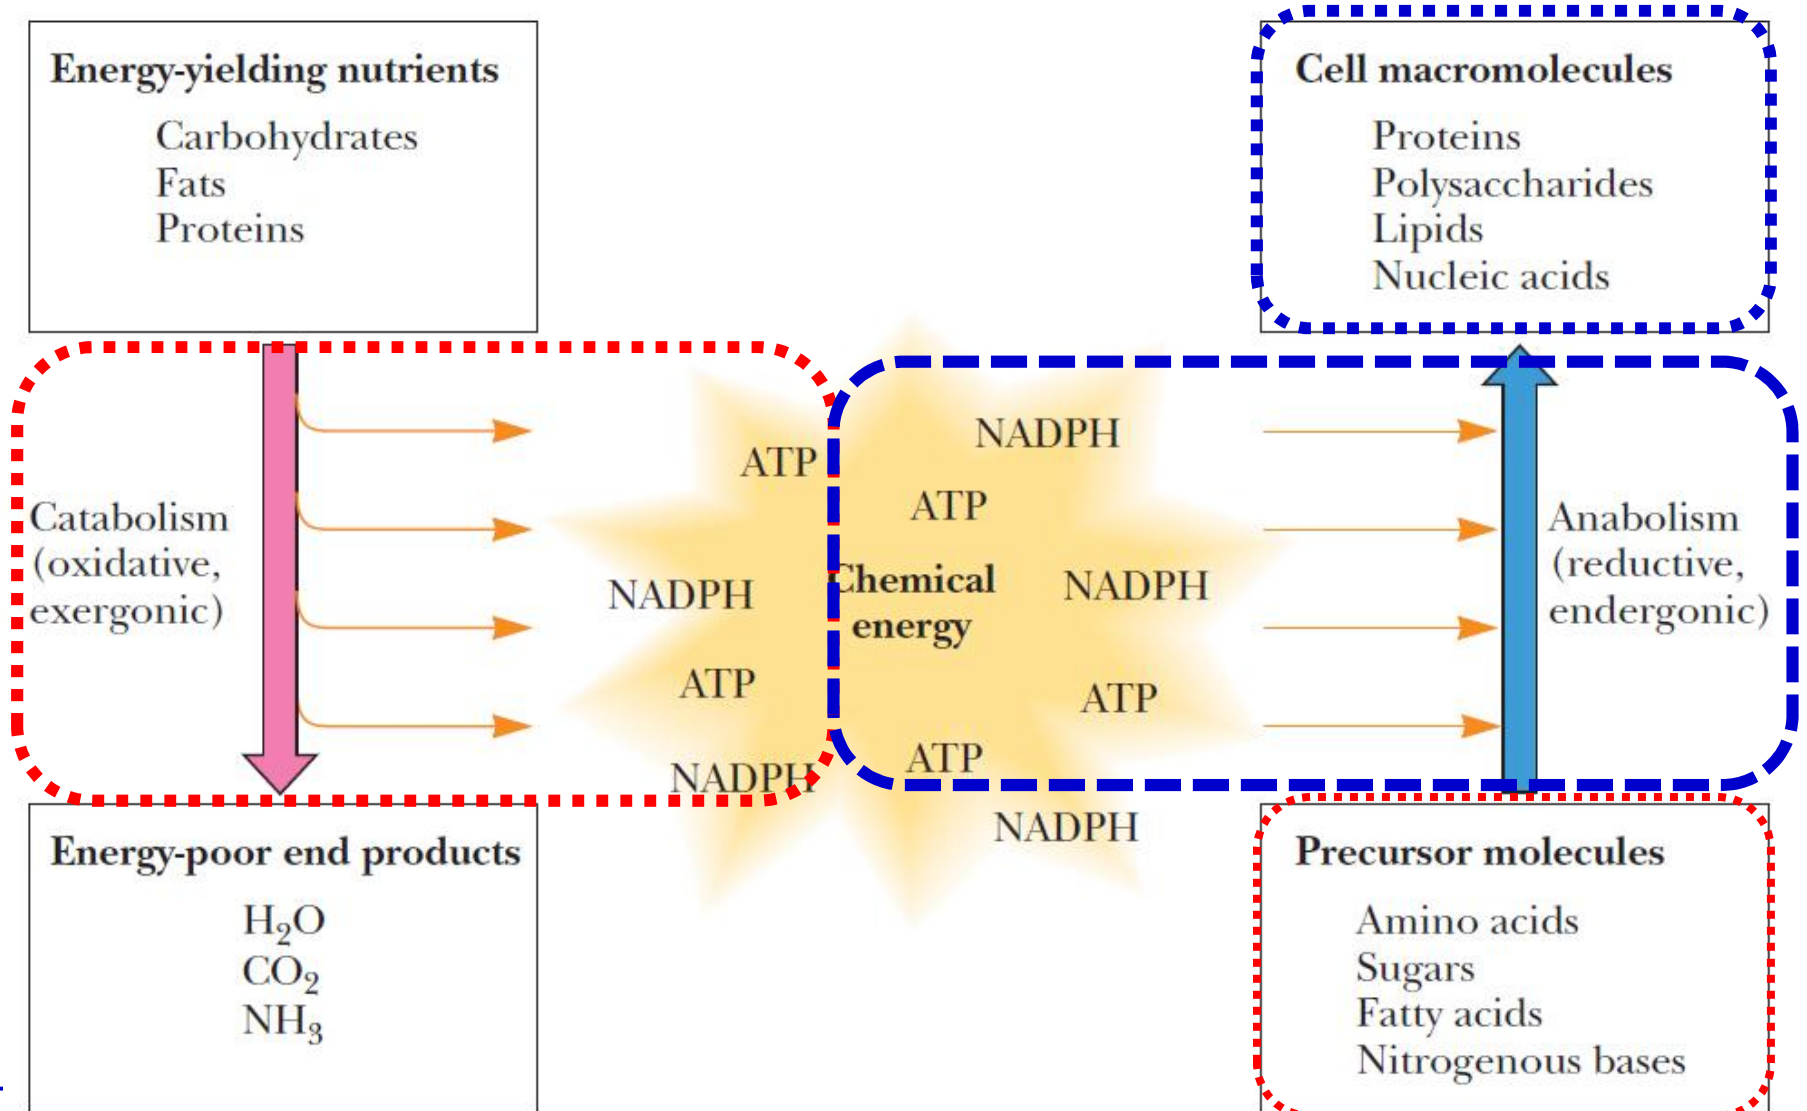 Energy-yielding nutrients
Carbohydrates
Fats
Proteins
Cell macromolecules
Proteins
Polysaccharides
Lipids
Nucleic acids
Catabolism
(oxidative,
exergonic)
ATP
NADPH
ATP
NADPH
NADPH
ATP
Chemical
energy
NADPH
ATP
ATP
NADPH
Anabolism
(reductive,
endergonic)
Energy-poor end products
H₂O
CO₂
NH₃
Precursor molecules
Amino acids
Sugars
Fatty acids
Nitrogenous bases